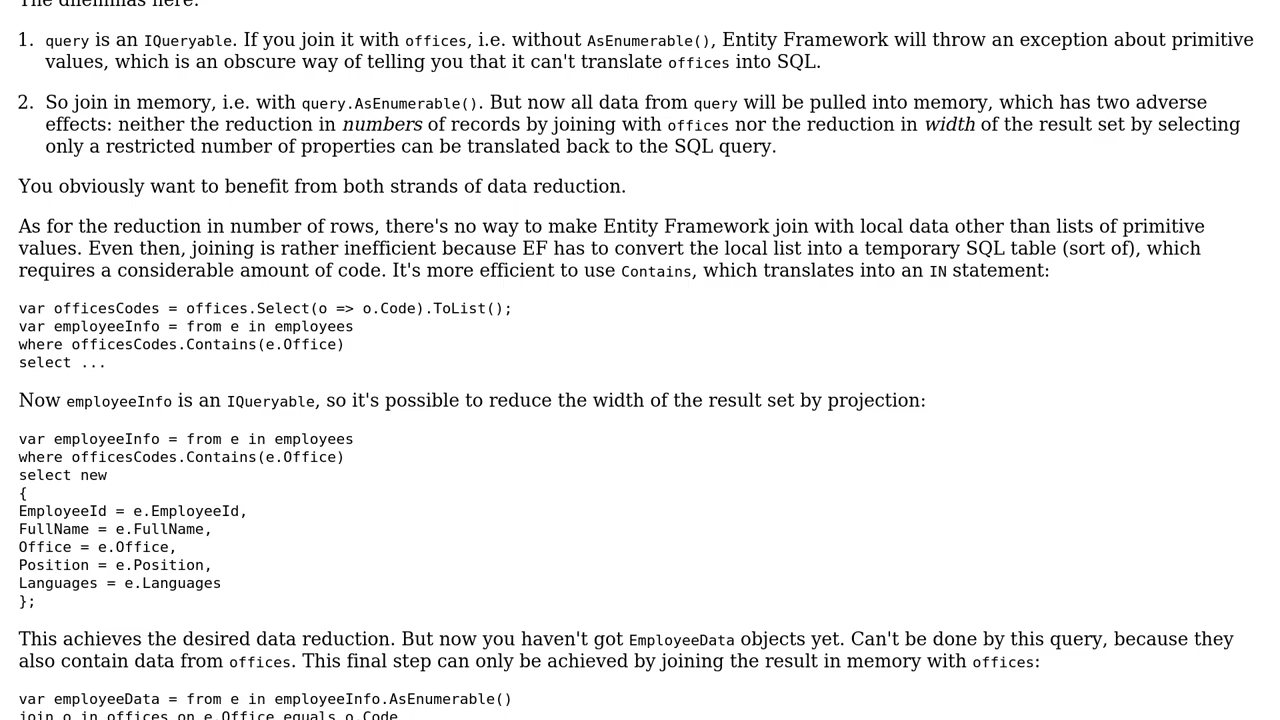 The dilemmas here:
1. query is an IQueryable. If you join it with offices, i.e. without AsEnumerable(), Entity Framework will throw an exception about primitive
values, which is an obscure way of telling you that it can't translate offices into SQL.
2. So join in memory, i.e. with query.AsEnumerable(). But now all data from query will be pulled into memory, which has two adverse
effects: neither the reduction in numbers of records by joining with offices nor the reduction in width of the result set by selecting
only a restricted number of properties can be translated back to the SQL query.
You obviously want to benefit from both strands of data reduction.
As for the reduction in number of rows, there's no way to make Entity Framework join with local data other than lists of primitive
values. Even then, joining is rather inefficient because EF has to convert the local list into a temporary SQL table (sort of), which
requires a considerable amount of code. It's more efficient to use Contains, which translates into an IN statement:
var officesCodes = offices.Select(o => o.Code).ToList();
var employeeInfo = from e in employees
where officesCodes.Contains(e.Office)
select ...
Now employeeInfo is an IQueryable, so it's possible to reduce the width of the result set by projection:
var employeeInfo = from e in employees
where officesCodes.Contains(e.Office)
select new
{
EmployeeId = e.EmployeeId,
FullName = e.FullName,
Office = e.Office,
Position = e.Position,
Languages = e.Languages
};
This achieves the desired data reduction. But now you haven't got EmployeeData objects yet. Can't be done by this query, because they
also contain data from offices. This final step can only be achieved by joining the result in memory with offices:
var employeeData = from e in employeeInfo.AsEnumerable()
join o in offices on e.Office equals o.Code